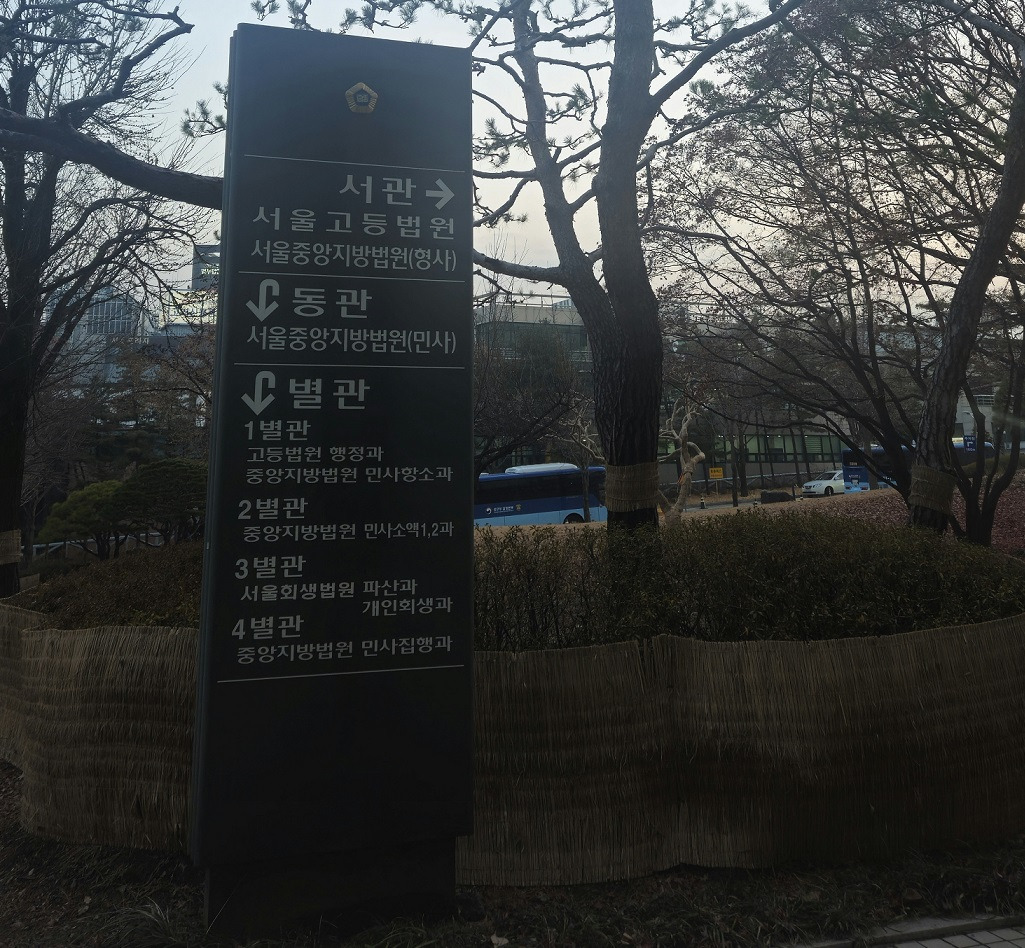 서관 →
서울고등법원
서울중앙지방법원(형사)
동관
서울중앙지방법원(민사)
별관
1별관
고등법원 행정과
중앙지방법원 민사항소과
2별관
중앙지방법원 민사소액1,2과
3별관
서울회생법원 파산과
개인회생과
4별관
중앙지방법원 민사집행과